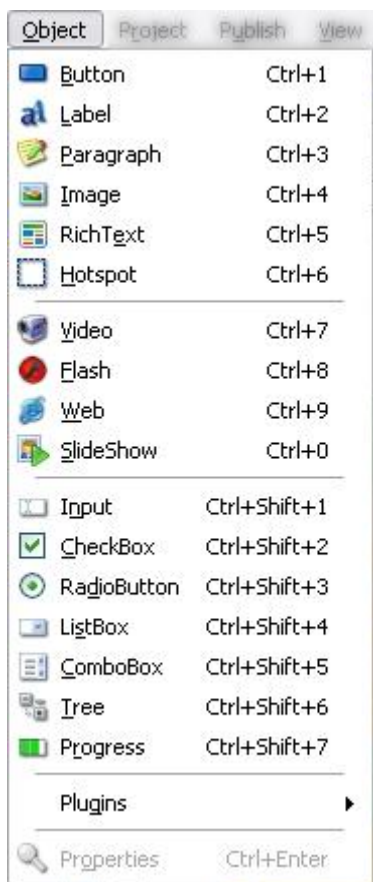 Object Project Publish View
Button Ctrl+1
Label Ctrl+2
Paragraph Ctrl+3
Image Ctrl+4
RichText Ctrl+5
Hotspot Ctrl+6
Video Ctrl+7
Flash Ctrl+8
Web Ctrl+9
SlideShow Ctrl+0
Input Ctrl+Shift+1
CheckBox Ctrl+Shift+2
RadioButton Ctrl+Shift+3
ListBox Ctrl+Shift+4
ComboBox Ctrl+Shift+5
Tree Ctrl+Shift+6
Progress Ctrl+Shift+7
Plugins
Properties Ctrl+Enter